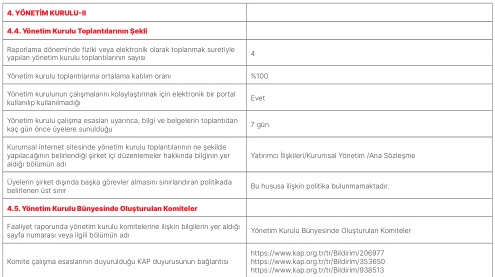 4. YÖNETİM KURULU-II
4.4. Yönetim Kurulu Toplantılarının Şekli
Raporlama döneminde fiziki veya elektronik olarak toplanmak suretiyle
yapılan yönetim kurulu toplantılarının sayısı
4
Yönetim kurulu toplantılarına ortalama katılım oranı
%100
Yönetim kurulunun çalışmalarını kolaylaştırmak için elektronik bir portal
kullanılıp kullanılmadığı
Evet
Yönetim kurulu çalışma esasları uyarınca, bilgi ve belgelerin toplantıdan
kaç gün önce üyelere sunulduğu
7 gün
Kurumsal internet sitesinde yönetim kurulu toplantılarının ne şekilde
yapılacağının belirlendiği şirket içi düzenlemeler hakkında bilginin yer
aldığı bölümün adı
Yatırımcı İlişkileri/Kurumsal Yönetim /Ana Sözleşme
Üyelerin şirket dışında başka görevler almasını sınırlandıran politikada
belirlenen üst sınır
Bu hususa ilişkin politika bulunmamaktadır.
4.5. Yönetim Kurulu Bünyesinde Oluşturulan Komiteler
Faaliyet raporunda yönetim kurulu komitelerine ilişkin bilgilerin yer aldığı
sayfa numarası veya ilgili bölümün adı
Yönetim Kurulu Bünyesinde Oluşturulan Komiteler
Komite çalışma esaslarının duyurulduğu KAP duyurusunun bağlantısı
https://www.kap.org.tr/tr/Bildirim/206977
https://www.kap.org.tr/tr/Bildirim/353650
https://www.kap.org.tr/tr/Bildirim/938513